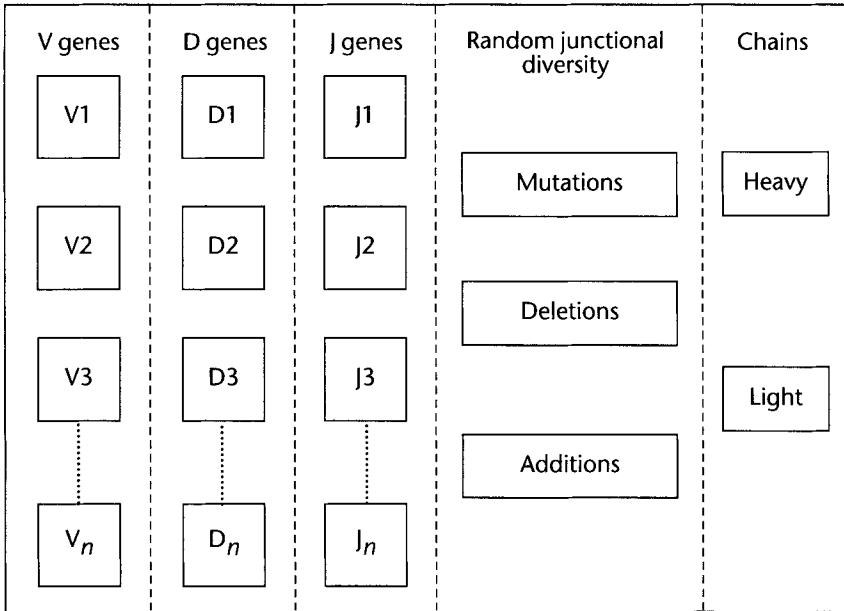 V genes
D genes
J genes
Random junctional
diversity
Chains
V1
D1
J1
Mutations
Heavy
V2
D2
J2
Deletions
V3
D3
J3
Light
Additions
Vn
Dn
Jn